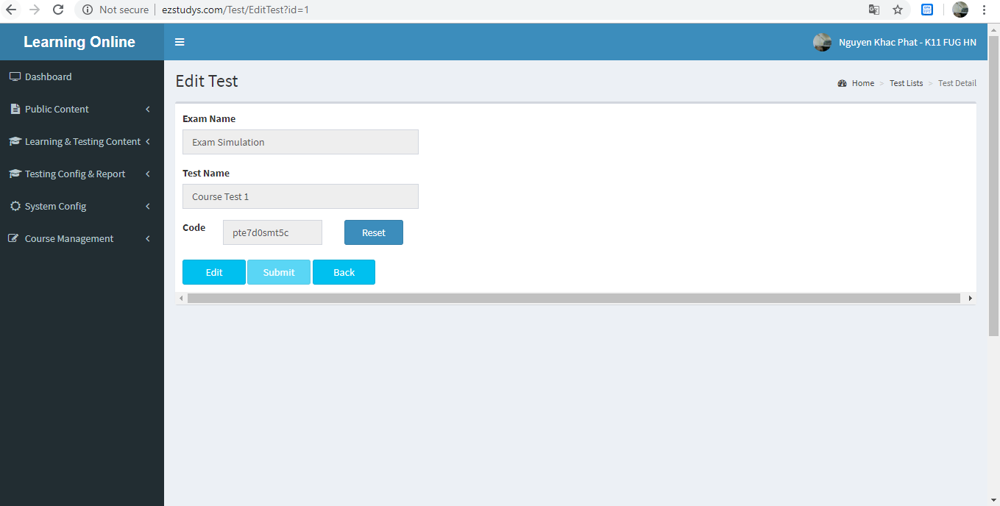 Not secure | ezstudys.com/Test/EditTest?id=1
Learning Online
Nguyen Khac Phat - K11 FUG HN
Dashboard
Public Content
Learning & Testing Content
Testing Config & Report
System Config
Course Management
Edit Test
Home > Test Lists > Test Detail
Exam Name
Exam Simulation
Test Name
Course Test 1
Code pte7d0smt5c Reset
Edit Submit Back